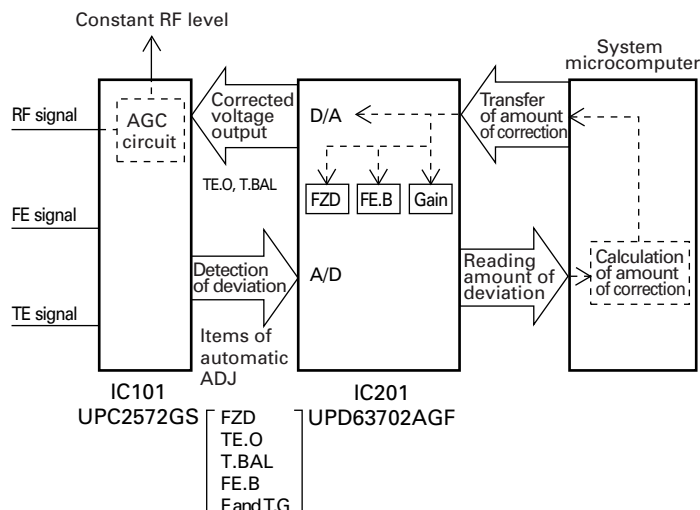 Constant RF level
System
microcomputer
RF signal
AGC
circuit
Corrected
voltage
output
D/A
Transfer
of amount
of correction
TE.O, T.BAL
FZD
FE.B
Gain
FE signal
Detection
of deviation
A/D
Reading
amount of
deviation
Calculation
of amount
of correction
TE signal
Items of
automatic
ADJ
IC101
UPC2572GS
IC201
UPD63702AGF
FZD
TE.O
T.BAL
FE.B
F.and T.G